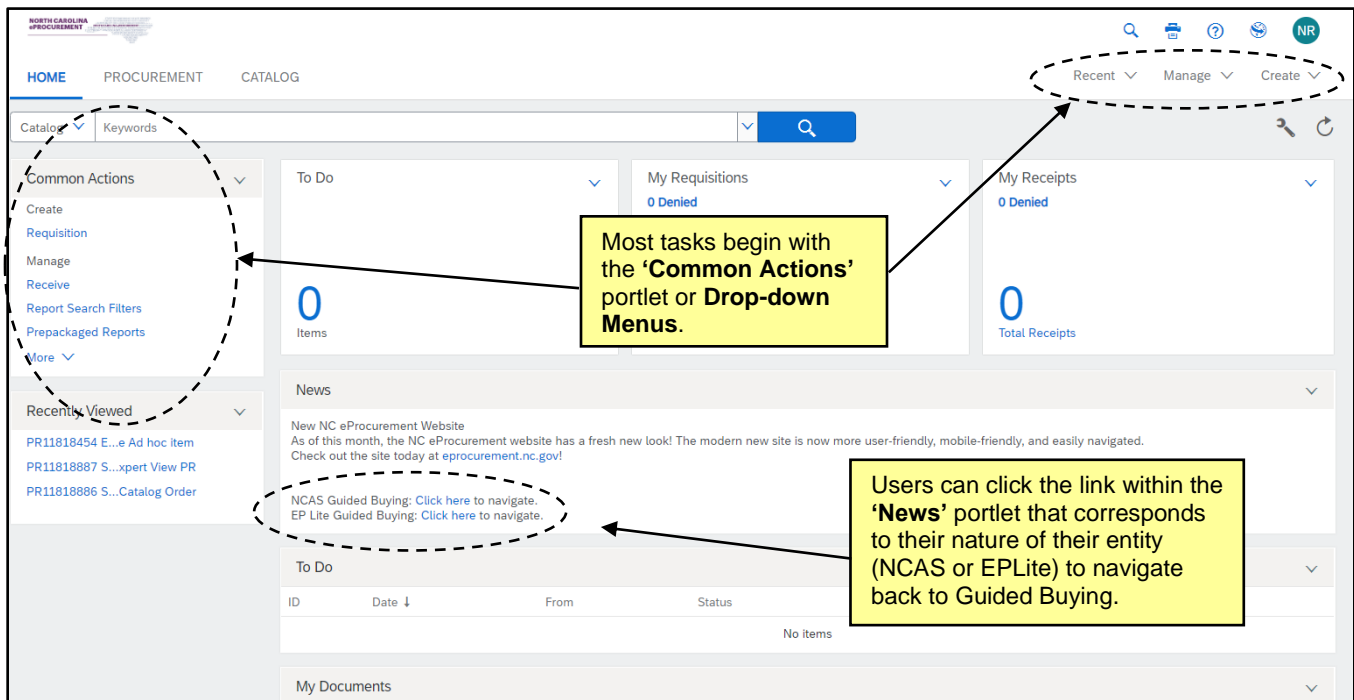 NORTH CAROLINA
ePROCUREMENT
NR
HOME PROCUREMENT CATALOG
Recent Manage Create
Catalog Keywords
Common Actions
Create
Requisition
Manage
Receive
Report Search Filters
Prepackaged Reports
More
Recently Viewed
PR11818454 E...e Ad hoc item
PR11818887 S...xpert View PR
PR11818886 S...Catalog Order
To Do
0
Items
My Requisitions
0 Denied
My Receipts
0 Denied
0
Total Receipts
Most tasks begin with
the ‘Common Actions’
portlet or Drop-down
Menus.
News
New NC eProcurement Website
As of this month, the NC eProcurement website has a fresh new look! The modern new site is now more user-friendly, mobile-friendly, and easily navigated.
Check out the site today at eprocurement.nc.gov!
NCAS Guided Buying: Click here to navigate.
EP Lite Guided Buying: Click here to navigate.
Users can click the link within the
‘News’ portlet that corresponds
to their nature of their entity
(NCAS or EPLite) to navigate
back to Guided Buying.
To Do
ID Date ↓ From Status
No items
My Documents